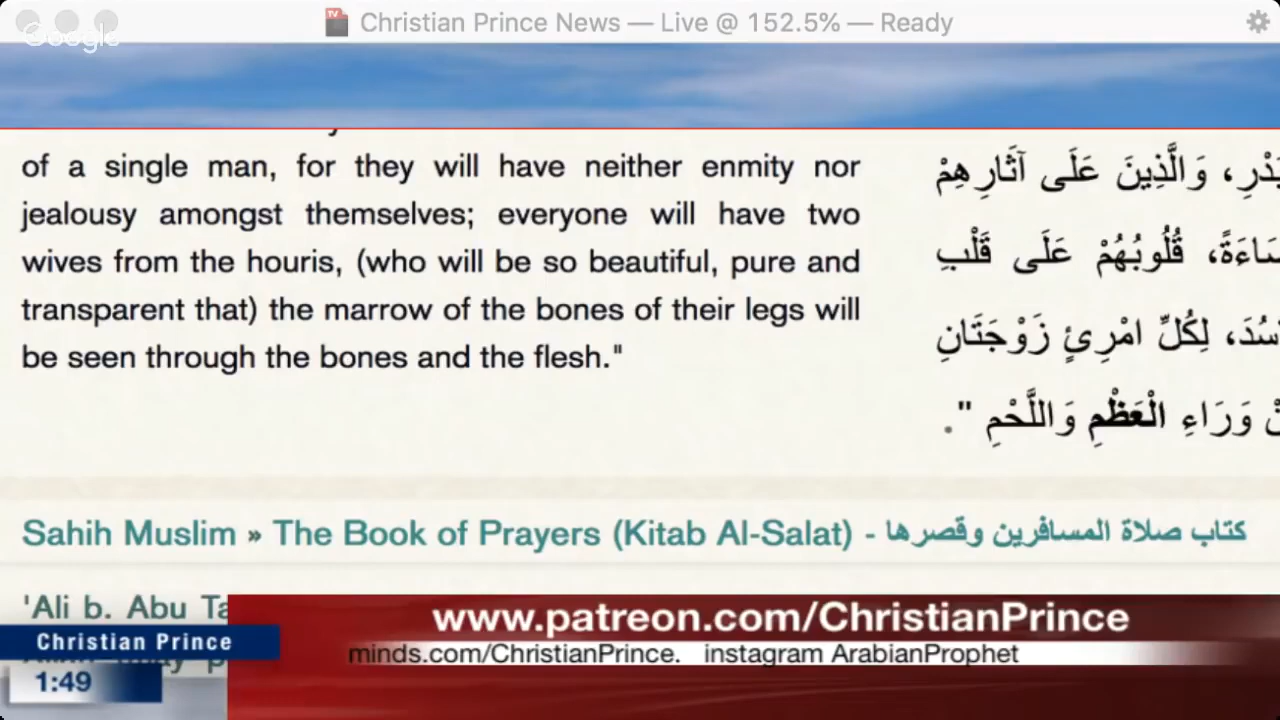 Christian Prince News — Live @ 152.5% — Ready
Google
of a single man, for they will have neither enmity nor
jealousy amongst themselves; everyone will have two
wives from the houris, (who will be so beautiful, pure and
transparent that) the marrow of the bones of their legs will
be seen through the bones and the flesh."
وَالَّذِينَ عَلَى آثَارِهِمْ
قُلُوبُهُمْ عَلَى قَلْبِ
لِكُلِّ امْرِئٍ زَوْجَتَانِ
وَرَاءِ الْعَظْمِ وَاللَّحْمِ ‏"‏‏.‏
Sahih Muslim » The Book of Prayers (Kitab Al-Salat) - كتاب صلاة المسافرين وقصرها
'Ali b. Abu
www.patreon.com/ChristianPrince
Christian Prince
minds.com/ChristianPrince. instagram ArabianProphet
1:49